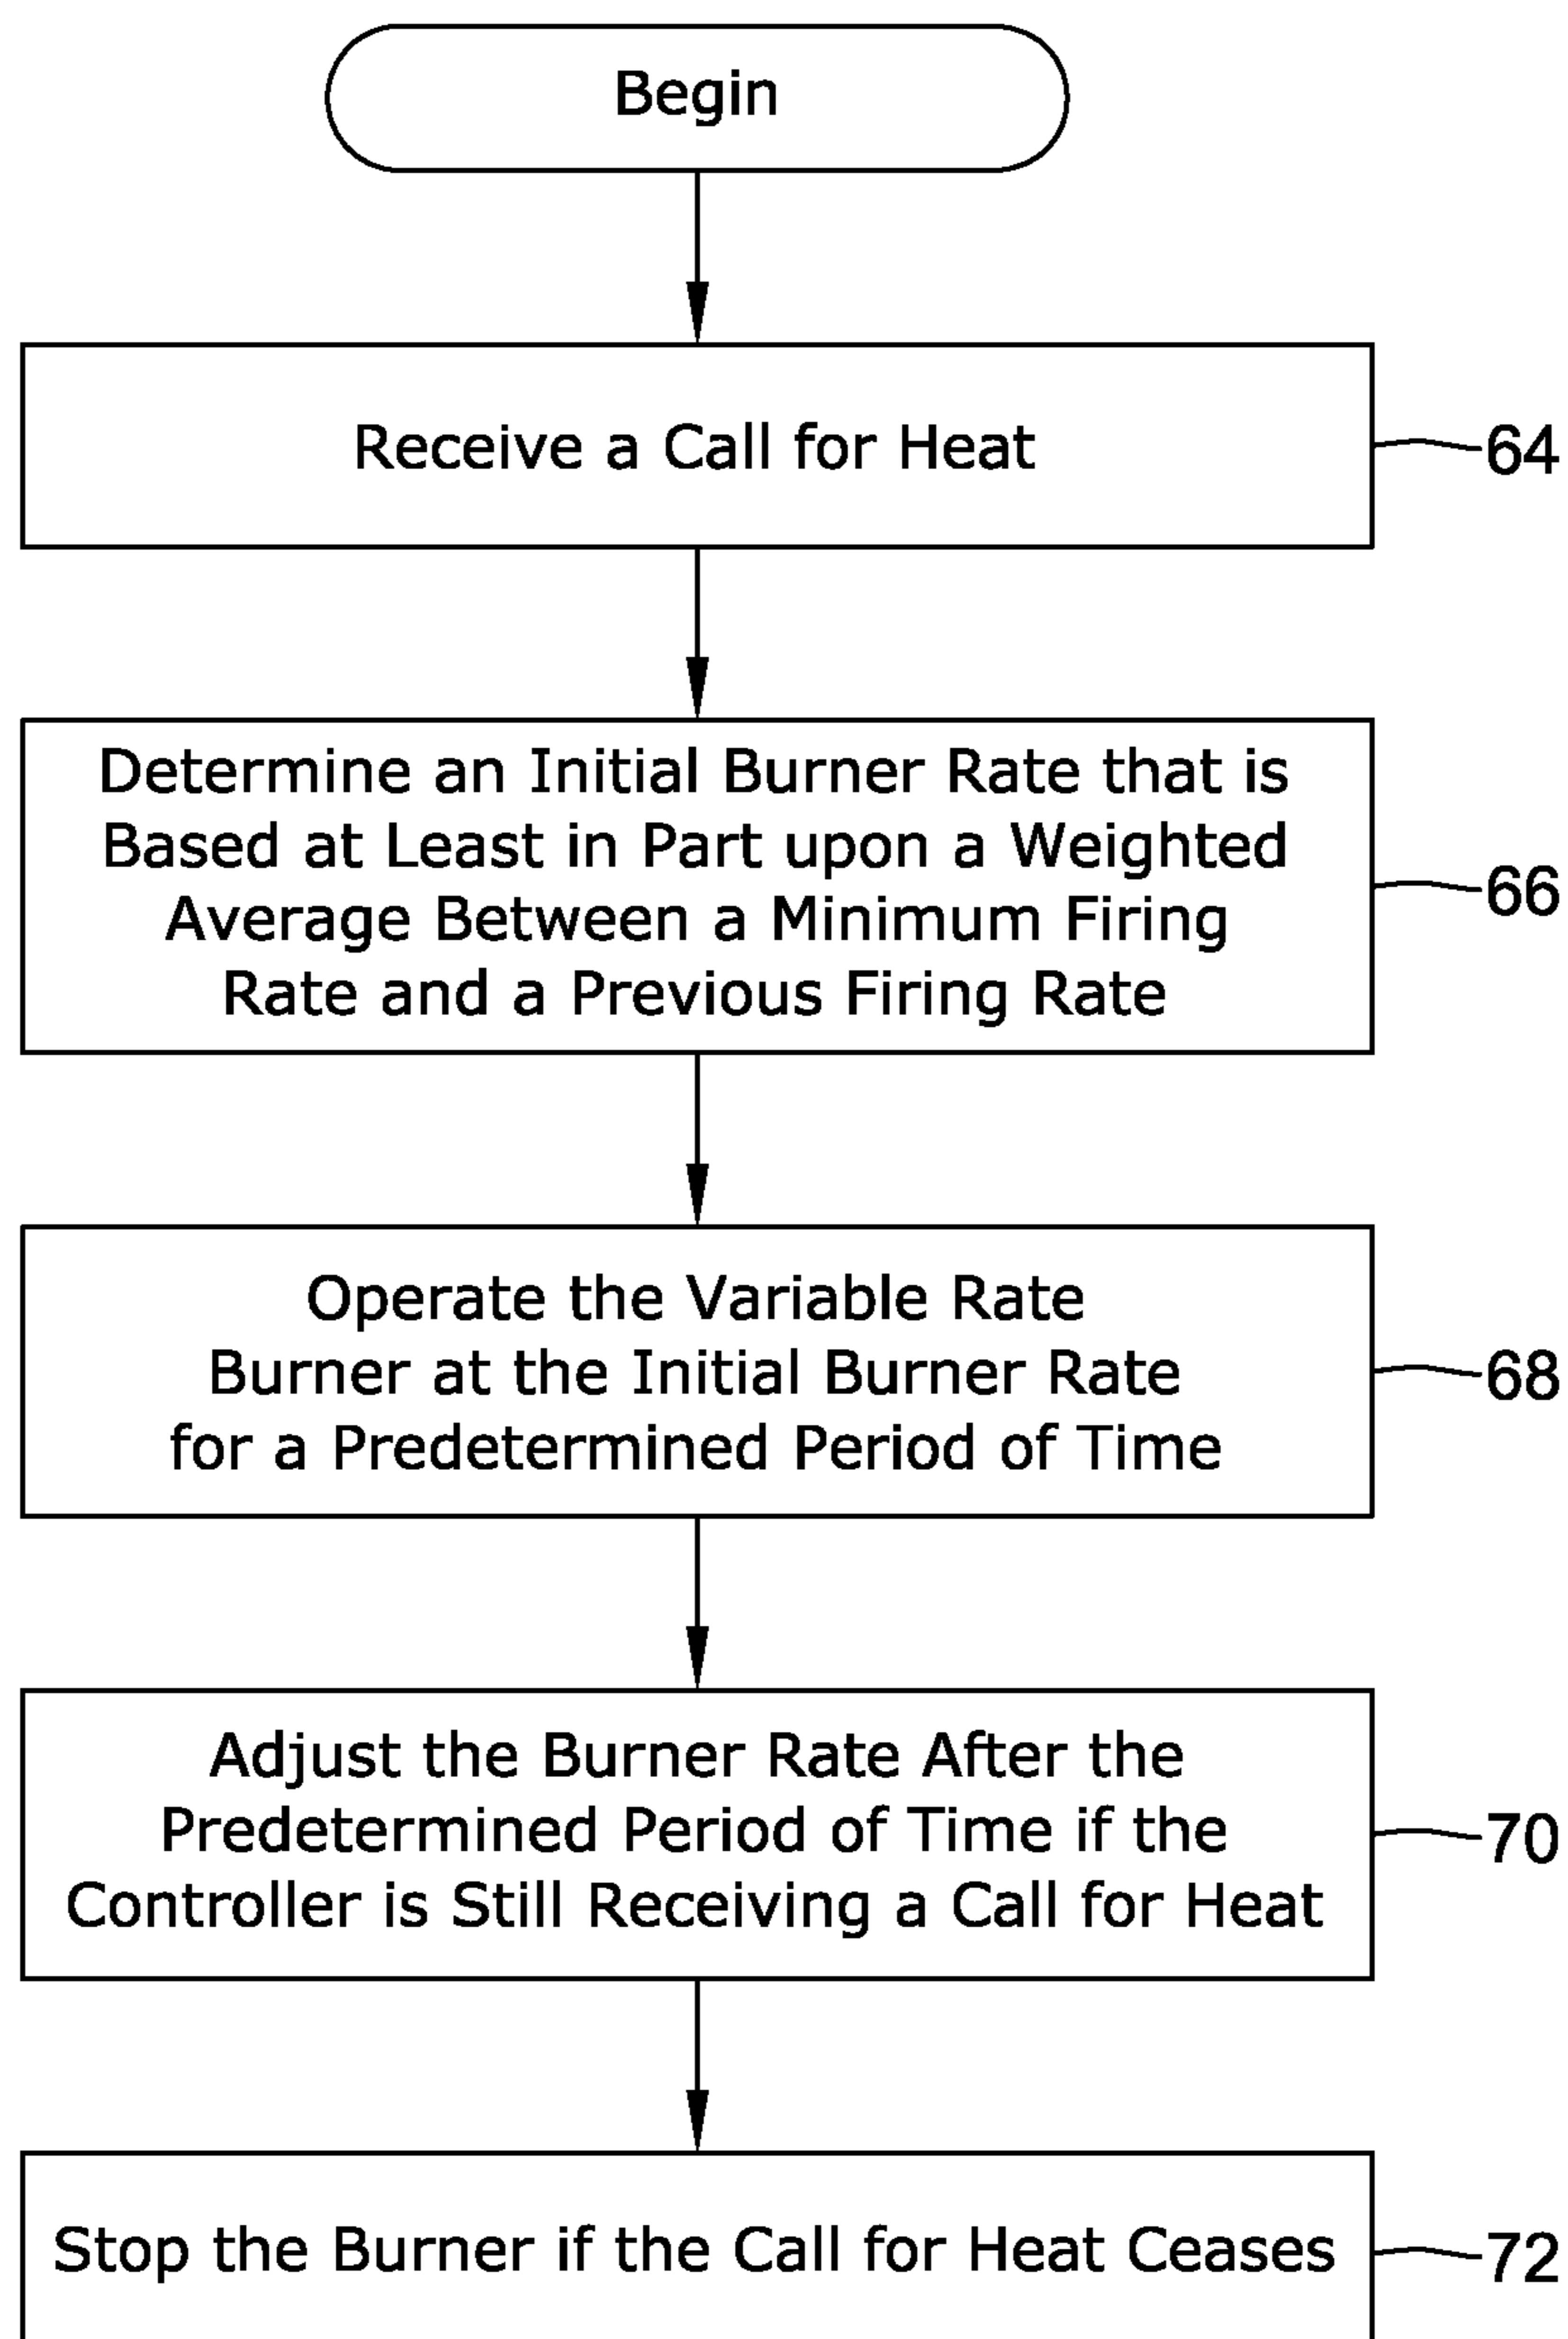 Begin
Receive a Call for Heat
64
Determine an Initial Burner Rate that is
Based at Least in Part upon a Weighted
Average Between a Minimum Firing
Rate and a Previous Firing Rate
66
Operate the Variable Rate
Burner at the Initial Burner Rate
for a Predetermined Period of Time
68
Adjust the Burner Rate After the
Predetermined Period of Time if the
Controller is Still Receiving a Call for Heat
70
Stop the Burner if the Call for Heat Ceases
72